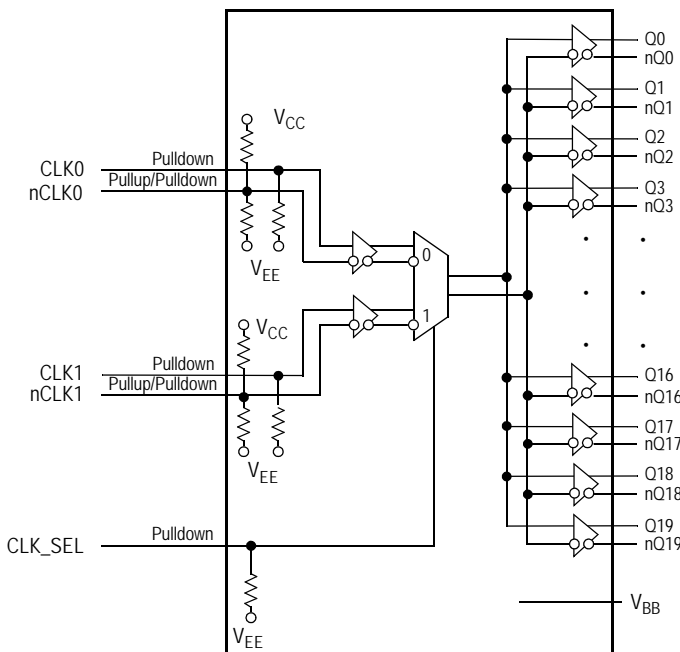 Q0
nQ0
Q1
nQ1
Q2
nQ2
Q3
nQ3
VCC
CLK0 Pulldown
nCLK0 Pullup/Pulldown
VEE
0
1
VCC
CLK1 Pulldown
nCLK1 Pullup/Pulldown
VEE
Q16
nQ16
Q17
nQ17
Q18
nQ18
Q19
nQ19
CLK_SEL Pulldown
VEE
VBB